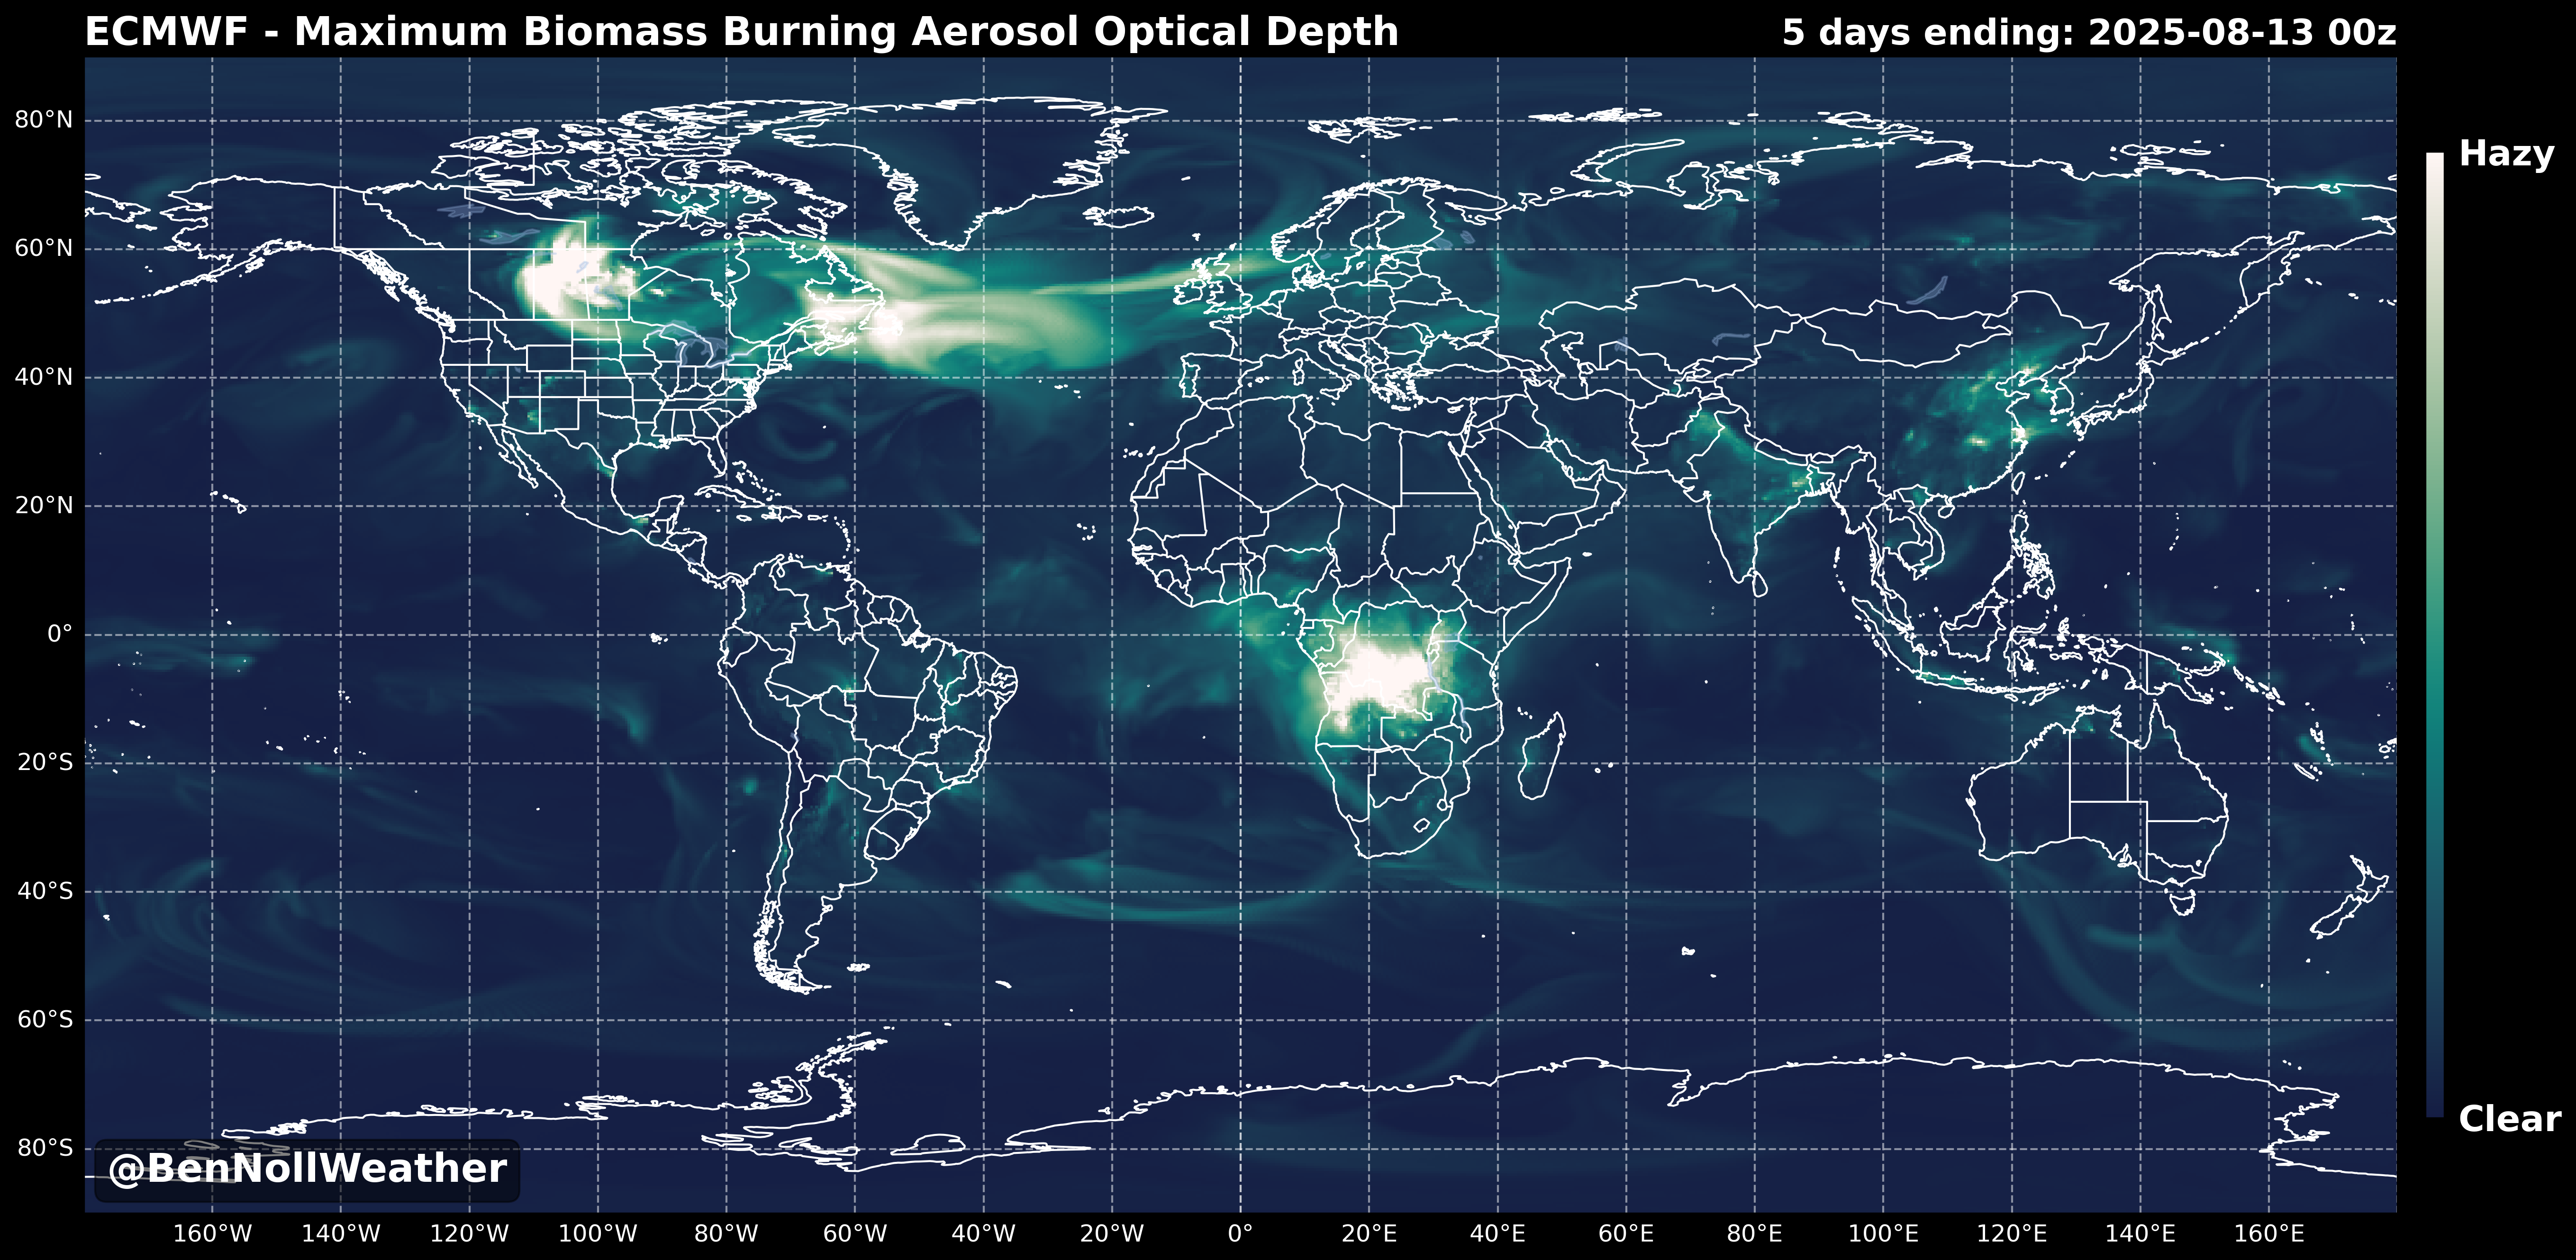 ECMWF - Maximum Biomass Burning Aerosol Optical Depth
5 days ending: 2025-08-13 00z
Hazy
80°N
60°N
40°N
20°N
0°
20°S
40°S
60°S
80°S
Clear
@BenNollWeather
160°W 140°W 120°W 100°W 80°W 60°W 40°W 20°W 0° 20°E 40°E 60°E 80°E 100°E 120°E 140°E 160°E